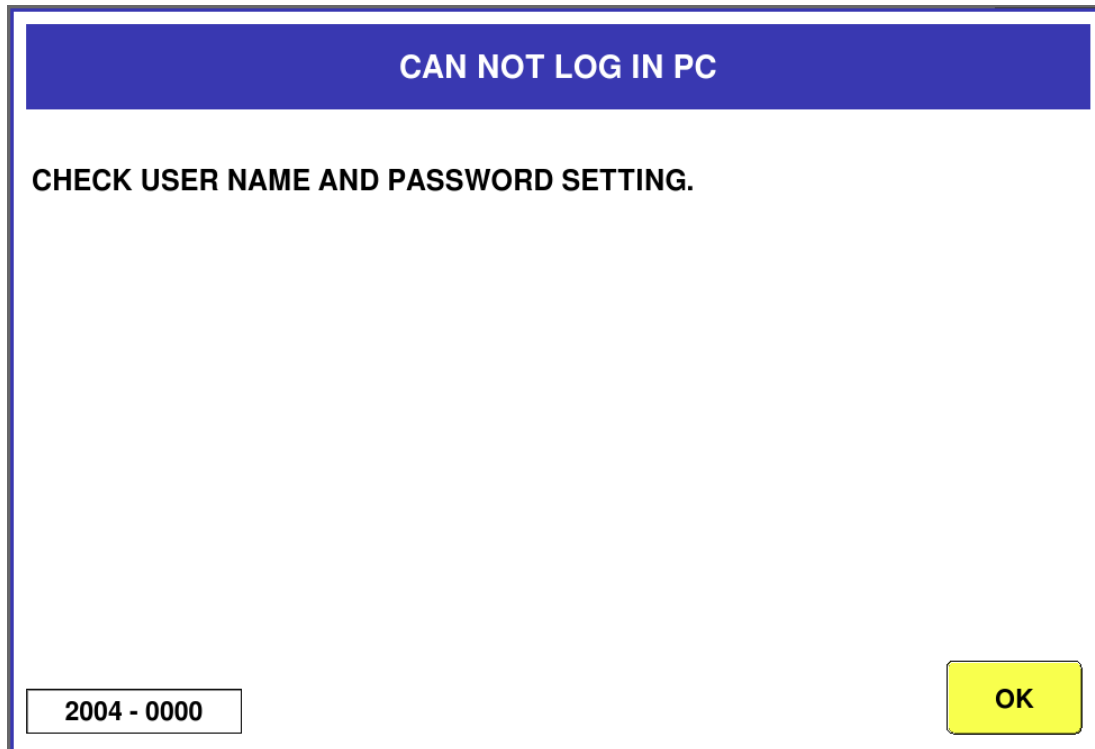 CAN NOT LOG IN PC
CHECK USER NAME AND PASSWORD SETTING.
2004 - 0000
OK